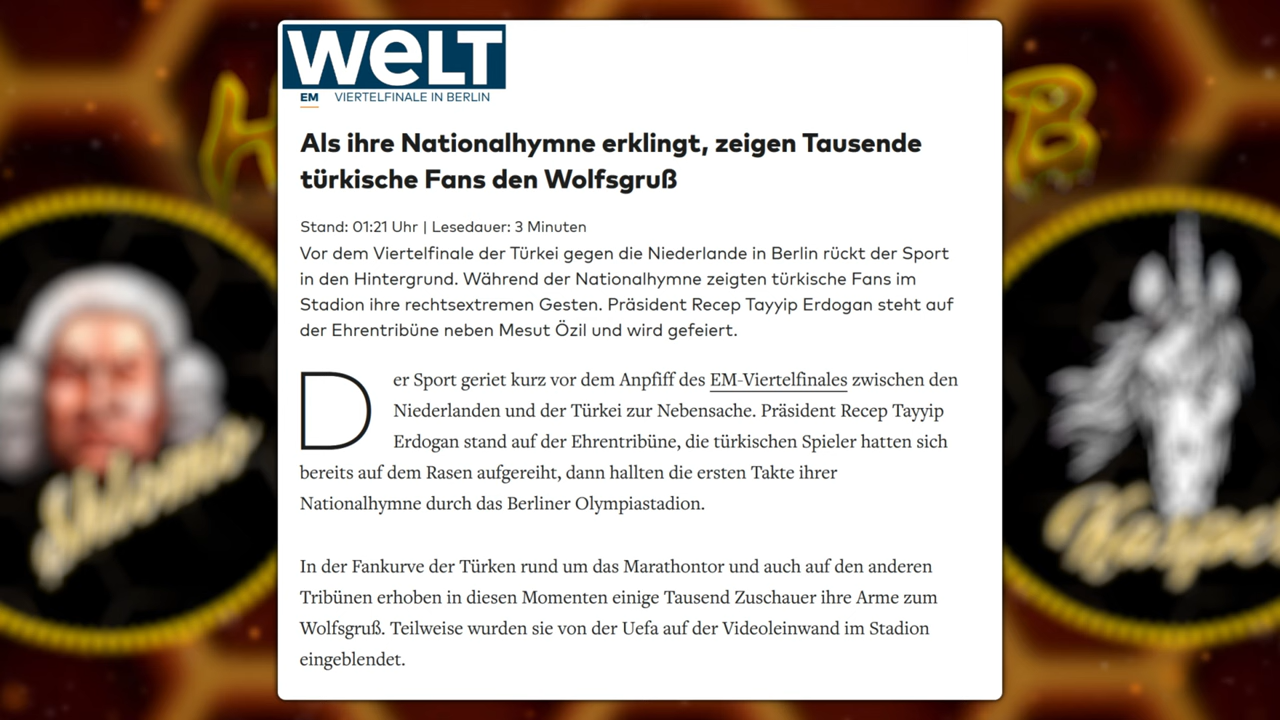 WELT
EM VIERTELFINALE IN BERLIN
Als ihre Nationalhymne erklingt, zeigen Tausende
türkische Fans den Wolfsgruß
Stand: 01:21 Uhr | Lesedauer: 3 Minuten
Vor dem Viertelfinale der Türkei gegen die Niederlande in Berlin rückt der Sport
in den Hintergrund. Während der Nationalhymne zeigten türkische Fans im
Stadion ihre rechtsextremen Gesten. Präsident Recep Tayyip Erdogan steht auf
der Ehrentribüne neben Mesut Özil und wird gefeiert.
Der Sport geriet kurz vor dem Anpfiff des EM-Viertelfinales zwischen den
Niederlanden und der Türkei zur Nebensache. Präsident Recep Tayyip
Erdogan stand auf der Ehrentribüne, die türkischen Spieler hatten sich
bereits auf dem Rasen aufgereiht, dann hallten die ersten Takte ihrer
Nationalhymne durch das Berliner Olympiastadion.
In der Fankurve der Türken rund um das Marathontor und auch auf den anderen
Tribünen erhoben in diesen Momenten einige Tausend Zuschauer ihre Arme zum
Wolfsgruß. Teilweise wurden sie von der Uefa auf der Videoleinwand im Stadion
eingeblendet.
Shlomo